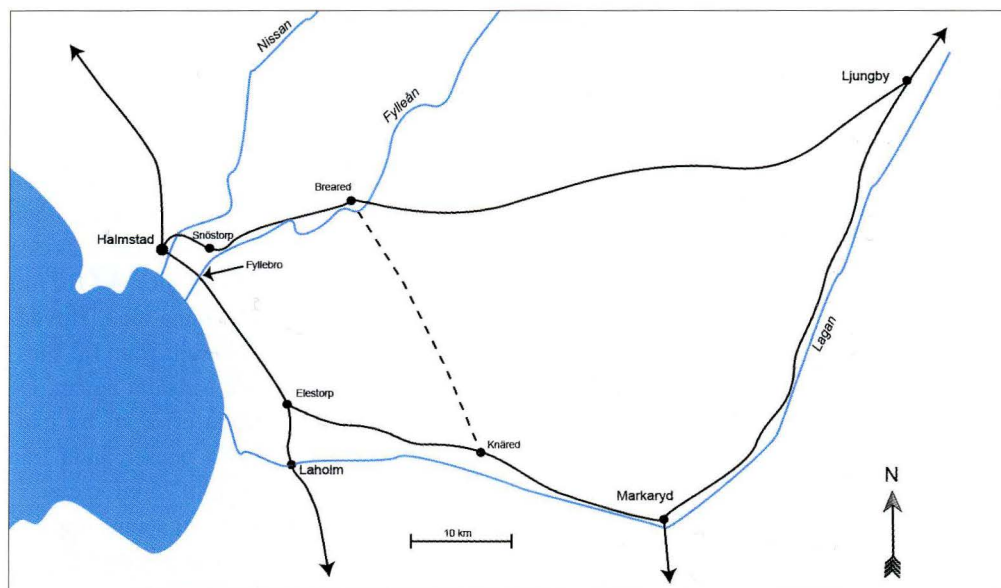 Nissan
Fylleån
Ljungby
Breared
Snöstorp
Halmstad
Fyllebro
Lagan
Elestorp
Knäred
Laholm
Markaryd
N
10 km